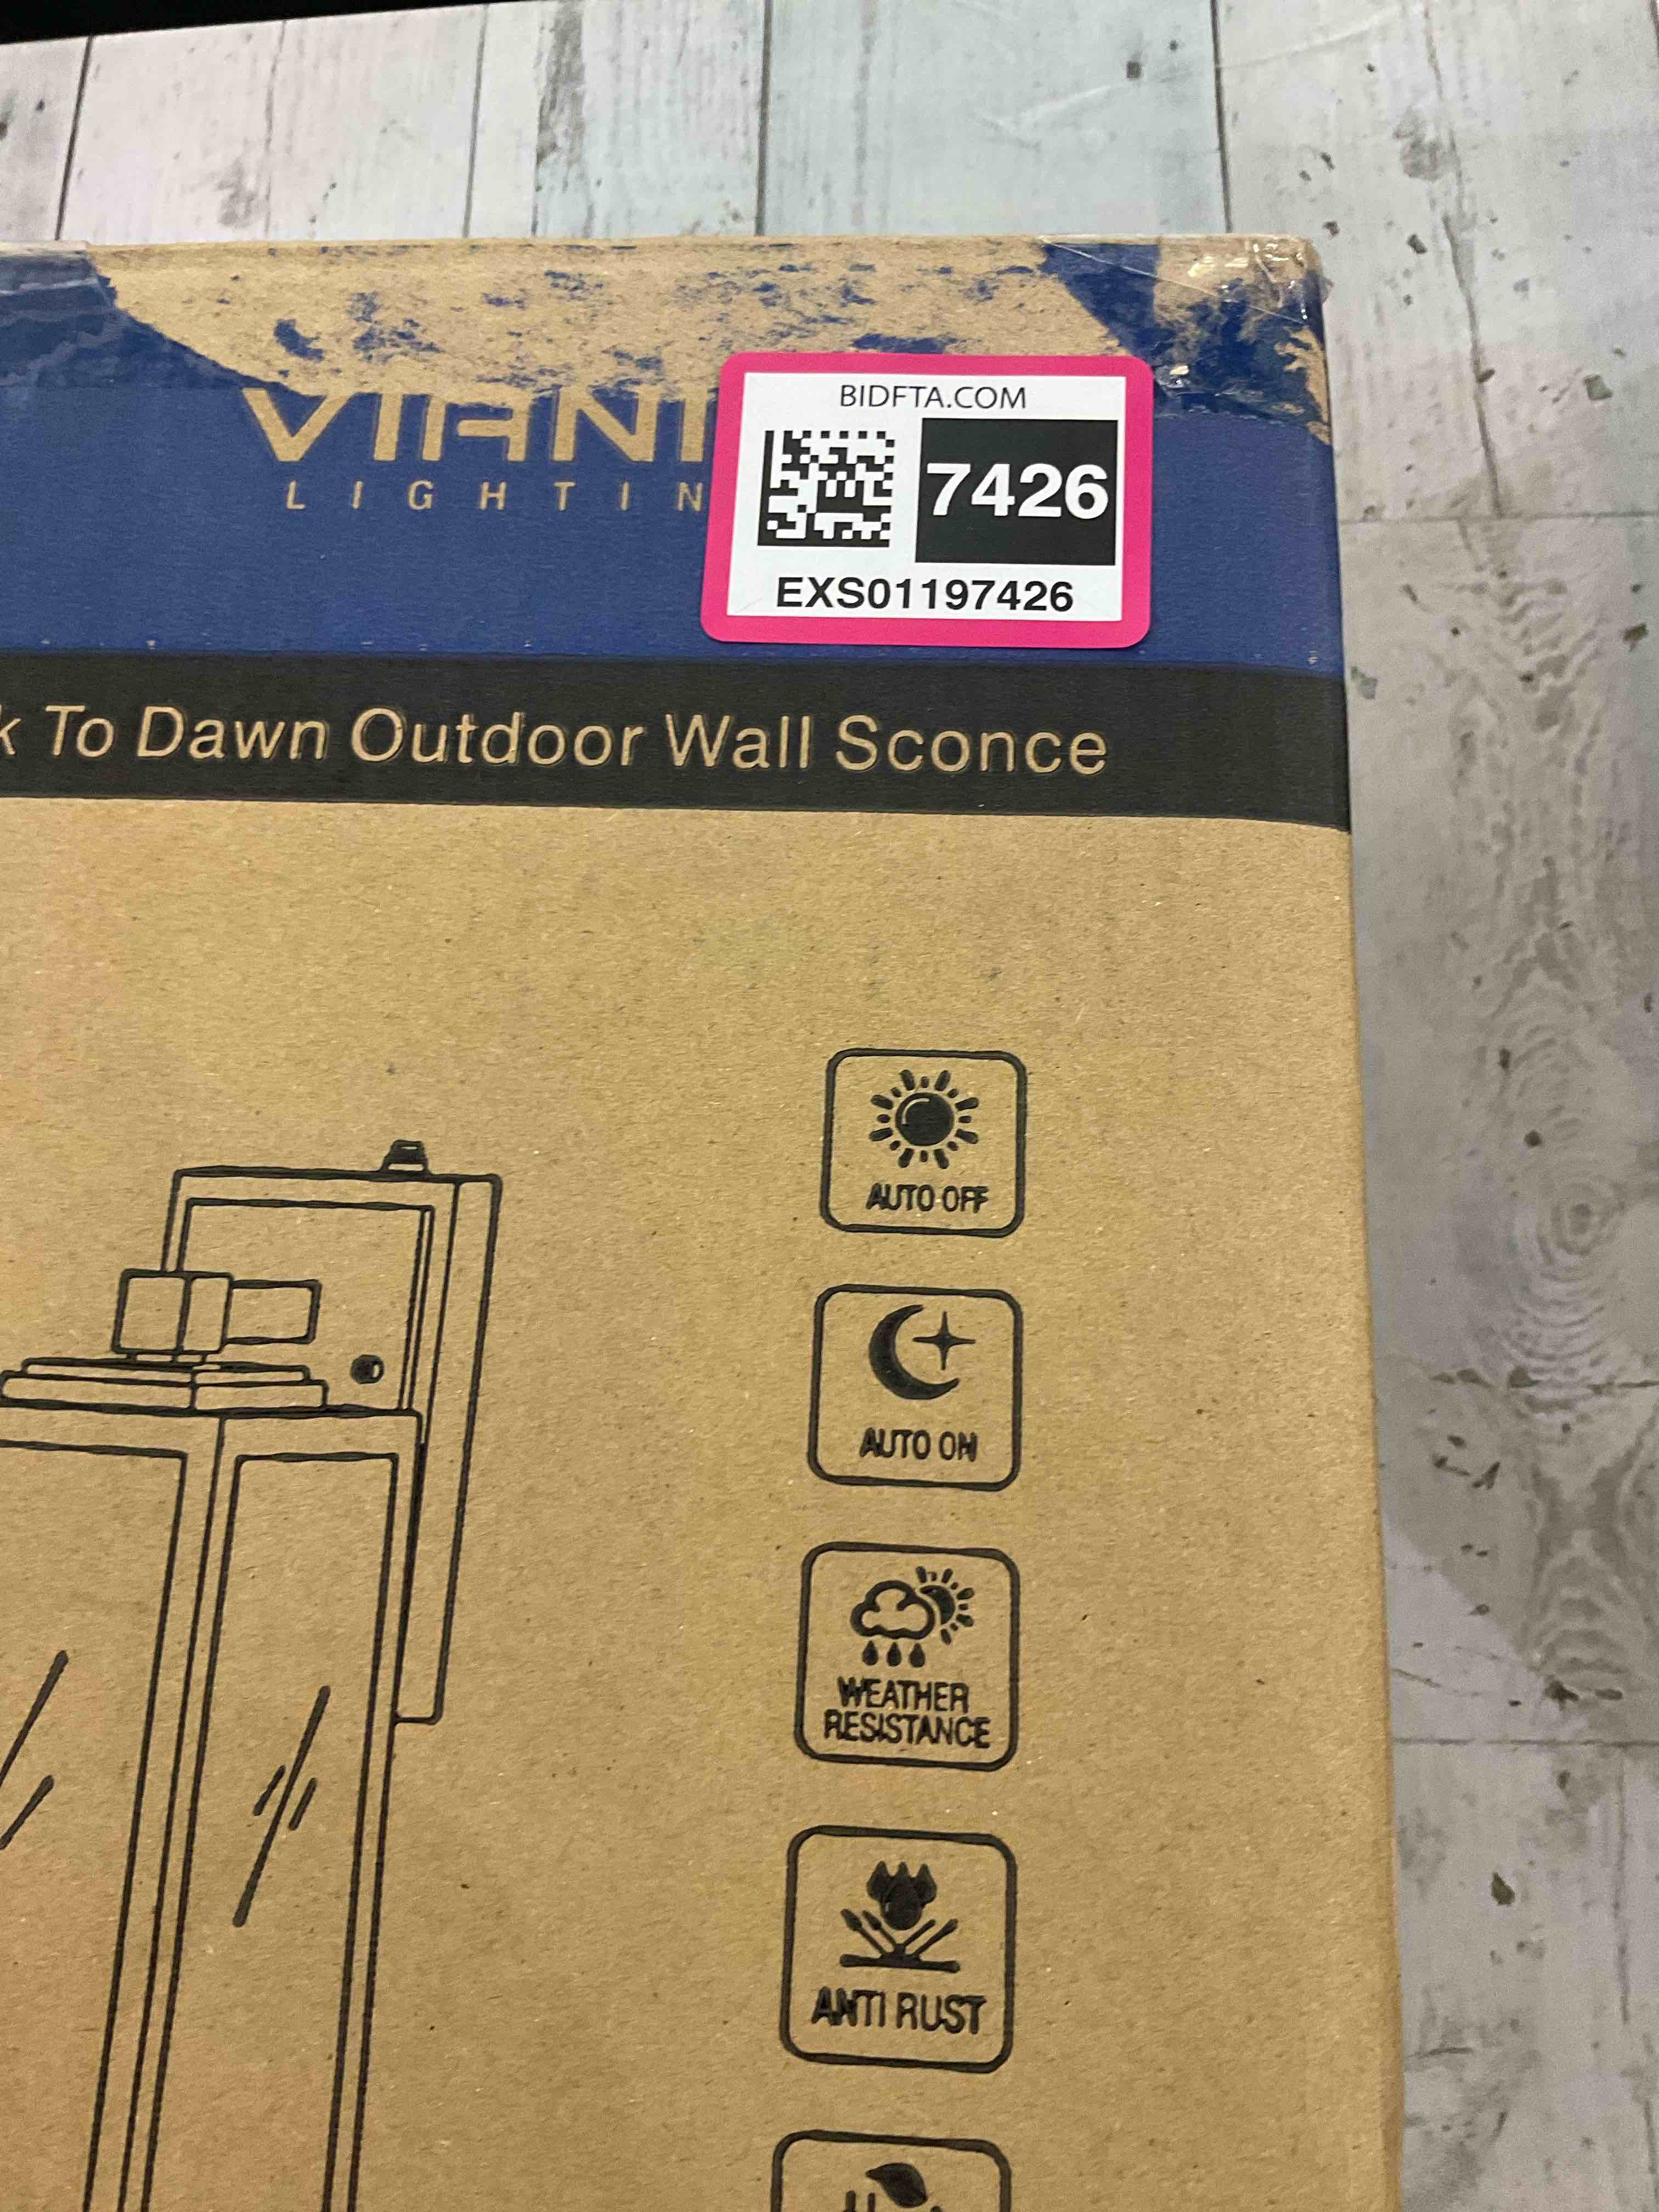 BIDFTA.COM
7426
EXS01197426
LIGHTIN
k To Dawn Outdoor Wall Sconce
AUTO OFF
AUTO ON
WEATHER
RESISTANCE
ANTI RUST